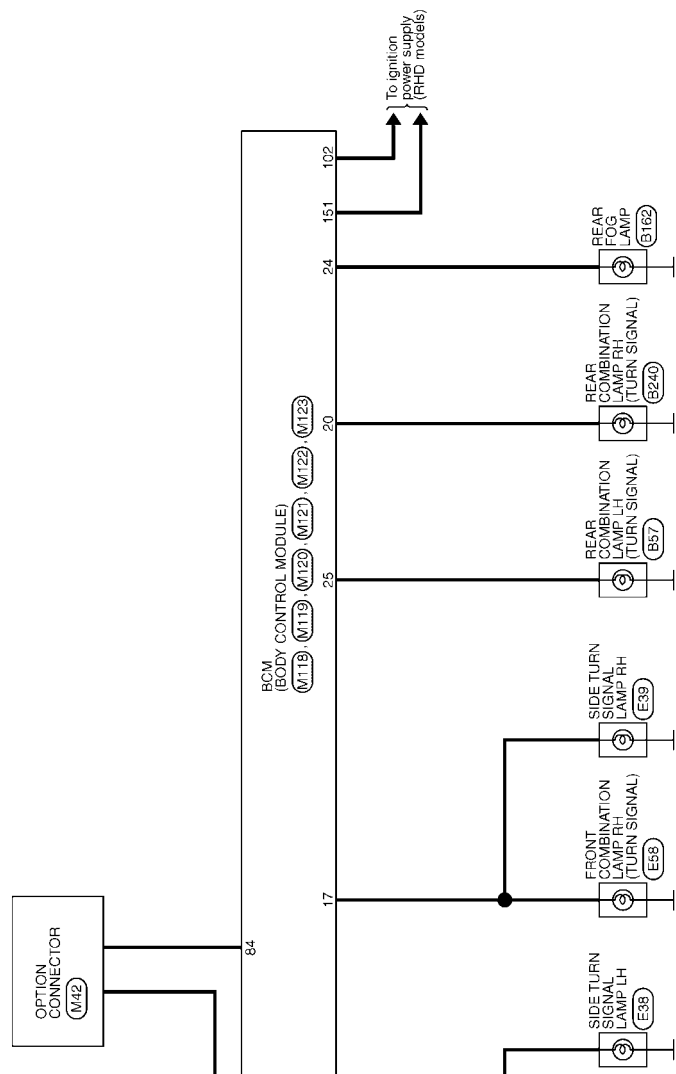 To ignition
power supply
(RHD models)
102
151
24
20
25
17
84
BCM
(BODY CONTROL MODULE)
M118, M119, M120, M121, M122, M123
REAR
FOG
LAMP
B162
REAR
COMBINATION
LAMP RH
(TURN SIGNAL)
B240
REAR
COMBINATION
LAMP LH
(TURN SIGNAL)
B57
SIDE TURN
SIGNAL
LAMP RH
E39
FRONT
COMBINATION
LAMP RH
(TURN SIGNAL)
E58
SIDE TURN
SIGNAL
LAMP LH
E38
OPTION
CONNECTOR
M42